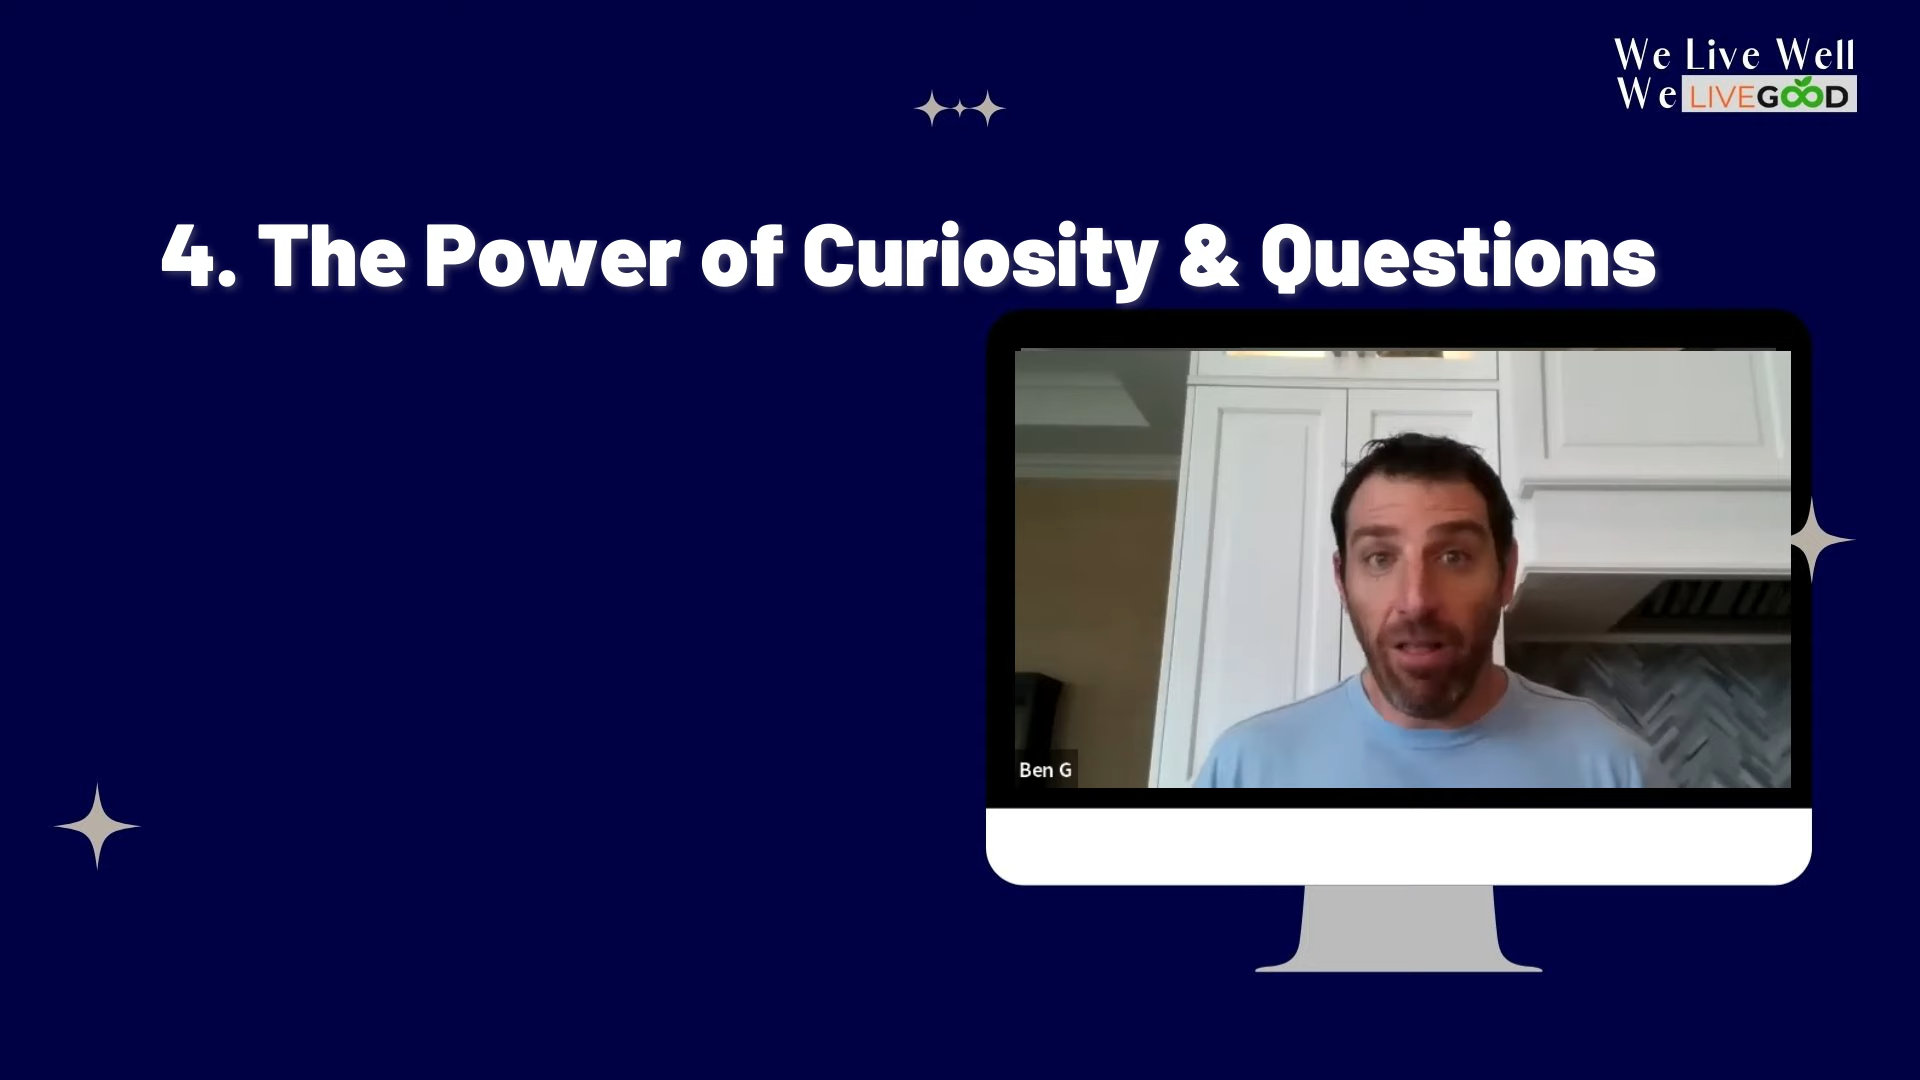 We Live Well
We LIVEGOOD
4. The Power of Curiosity & Questions
Ben G